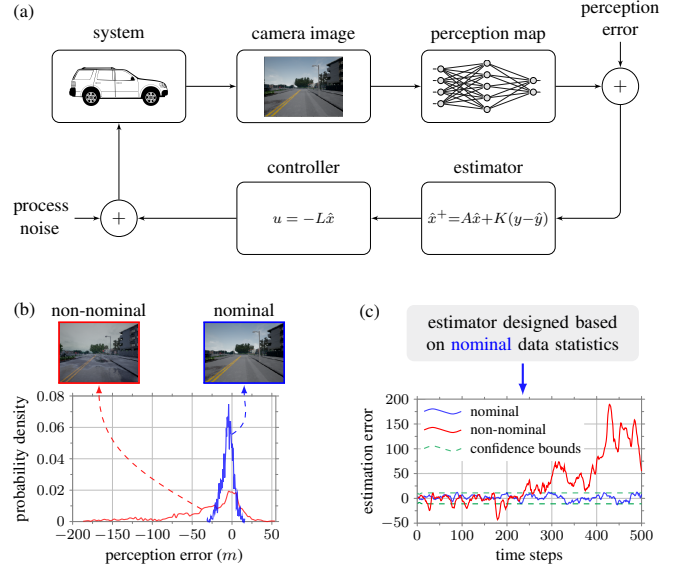 (a)
system
camera image
perception map
perception
error
+
controller
estimator
process
noise
+
u = −Lx̂
x̂⁺=Ax̂+K(y−ŷ)
(b)
non-nominal
nominal
probability density
0.08
0.06
0.04
0.02
0
−200 −150 −100 −50 0 50
perception error (m)
(c)
estimator designed based
on nominal data statistics
estimation error
200
150
100
50
0
−50
nominal
non-nominal
confidence bounds
0 100 200 300 400 500
time steps